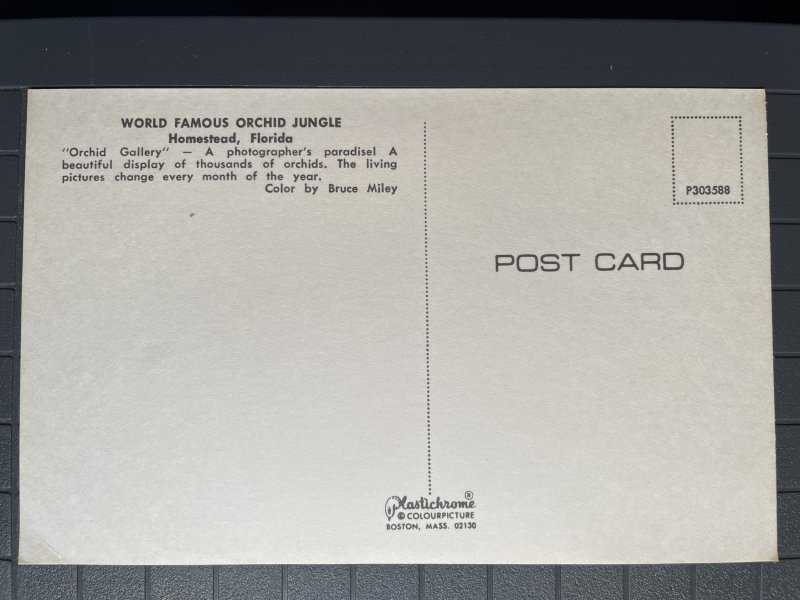 WORLD FAMOUS ORCHID JUNGLE
Homestead, Florida
"Orchid Gallery" — A photographer's paradise! A
beautiful display of thousands of orchids. The living
pictures change every month of the year.
Color by Bruce Miley
P303588
POST CARD
Plastichrome ®
© COLOURPICTURE
BOSTON, MASS. 02130